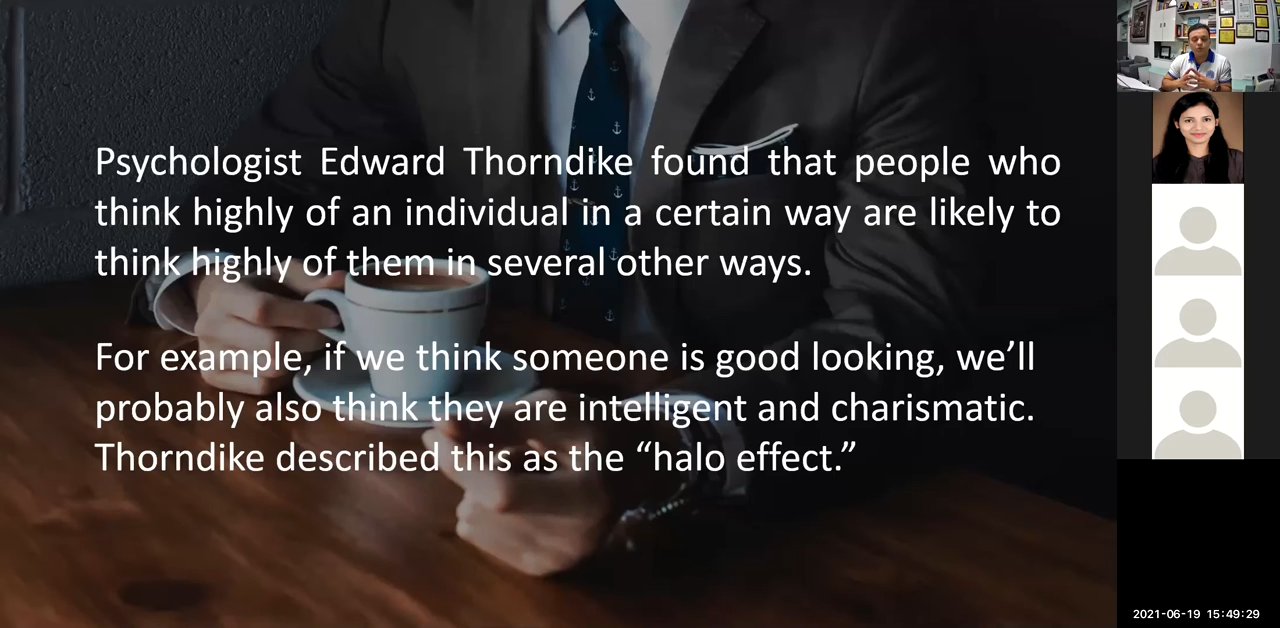 Psychologist Edward Thorndike found that people who
think highly of an individual in a certain way are likely to
think highly of them in several other ways.
For example, if we think someone is good looking, we’ll
probably also think they are intelligent and charismatic.
Thorndike described this as the “halo effect.”
2021-06-19 15:49:29